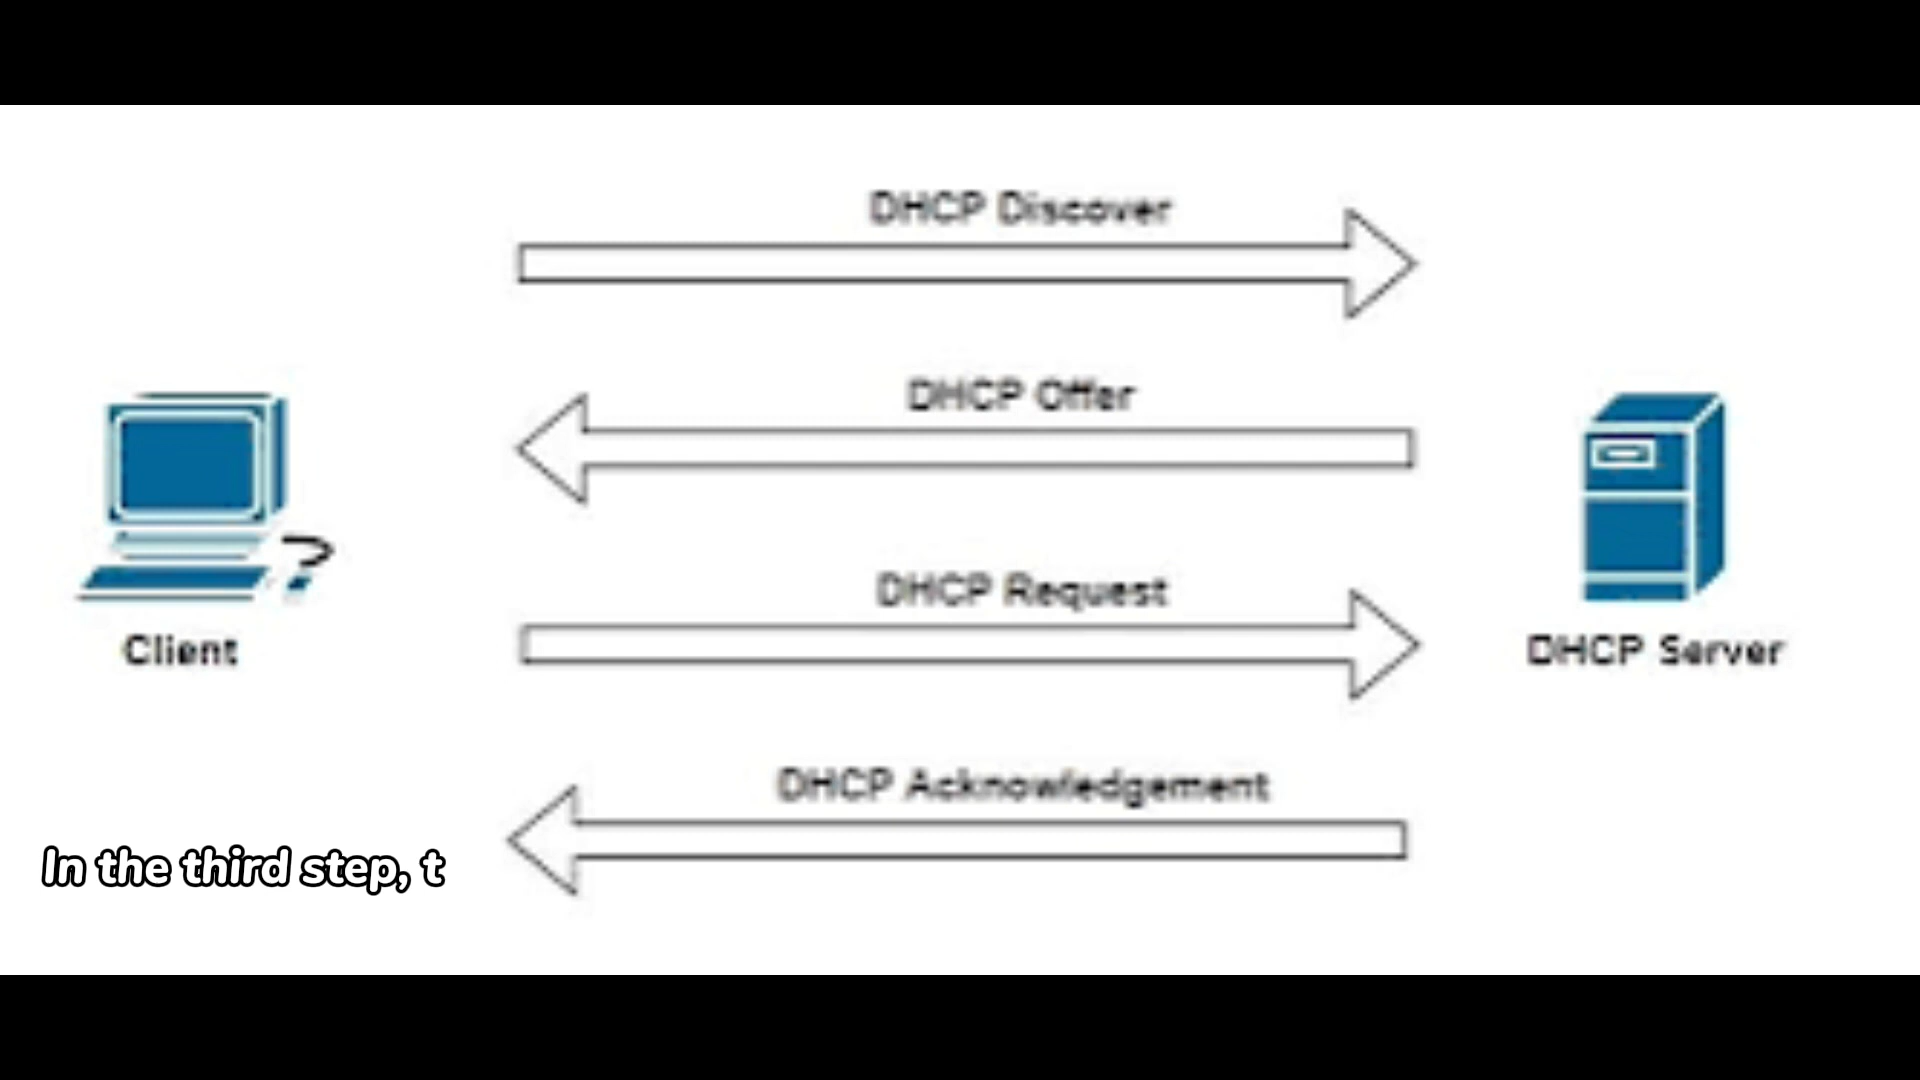 DHCP Discover
DHCP Offer
DHCP Request
Client
DHCP Server
DHCP Acknowledgement
In the third step, t